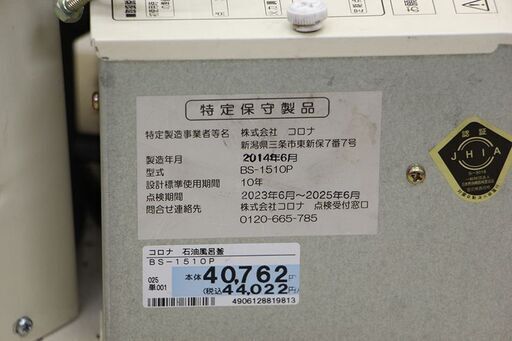 特定保守製品
特定製造事業者等名 株式会社 コロナ
新潟県三条市東新保7番7号
製造年月 2014年6月
型式 BS-1510P
設計標準使用期間 10年
点検期間 2023年6月～2025年6月
問合せ連絡先 株式会社コロナ 点検受付窓口
0120-665-785
認証
JHIA
コロナ 石油風呂釜
BS-1510P
025
単001
本体 40,762円
(税込) 44,022円
4906128819813